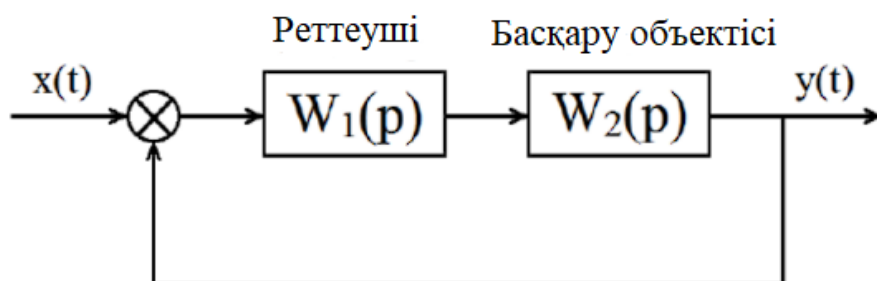 Реттеуші
Басқару объектісі
x(t)
W₁(p)
W₂(p)
y(t)